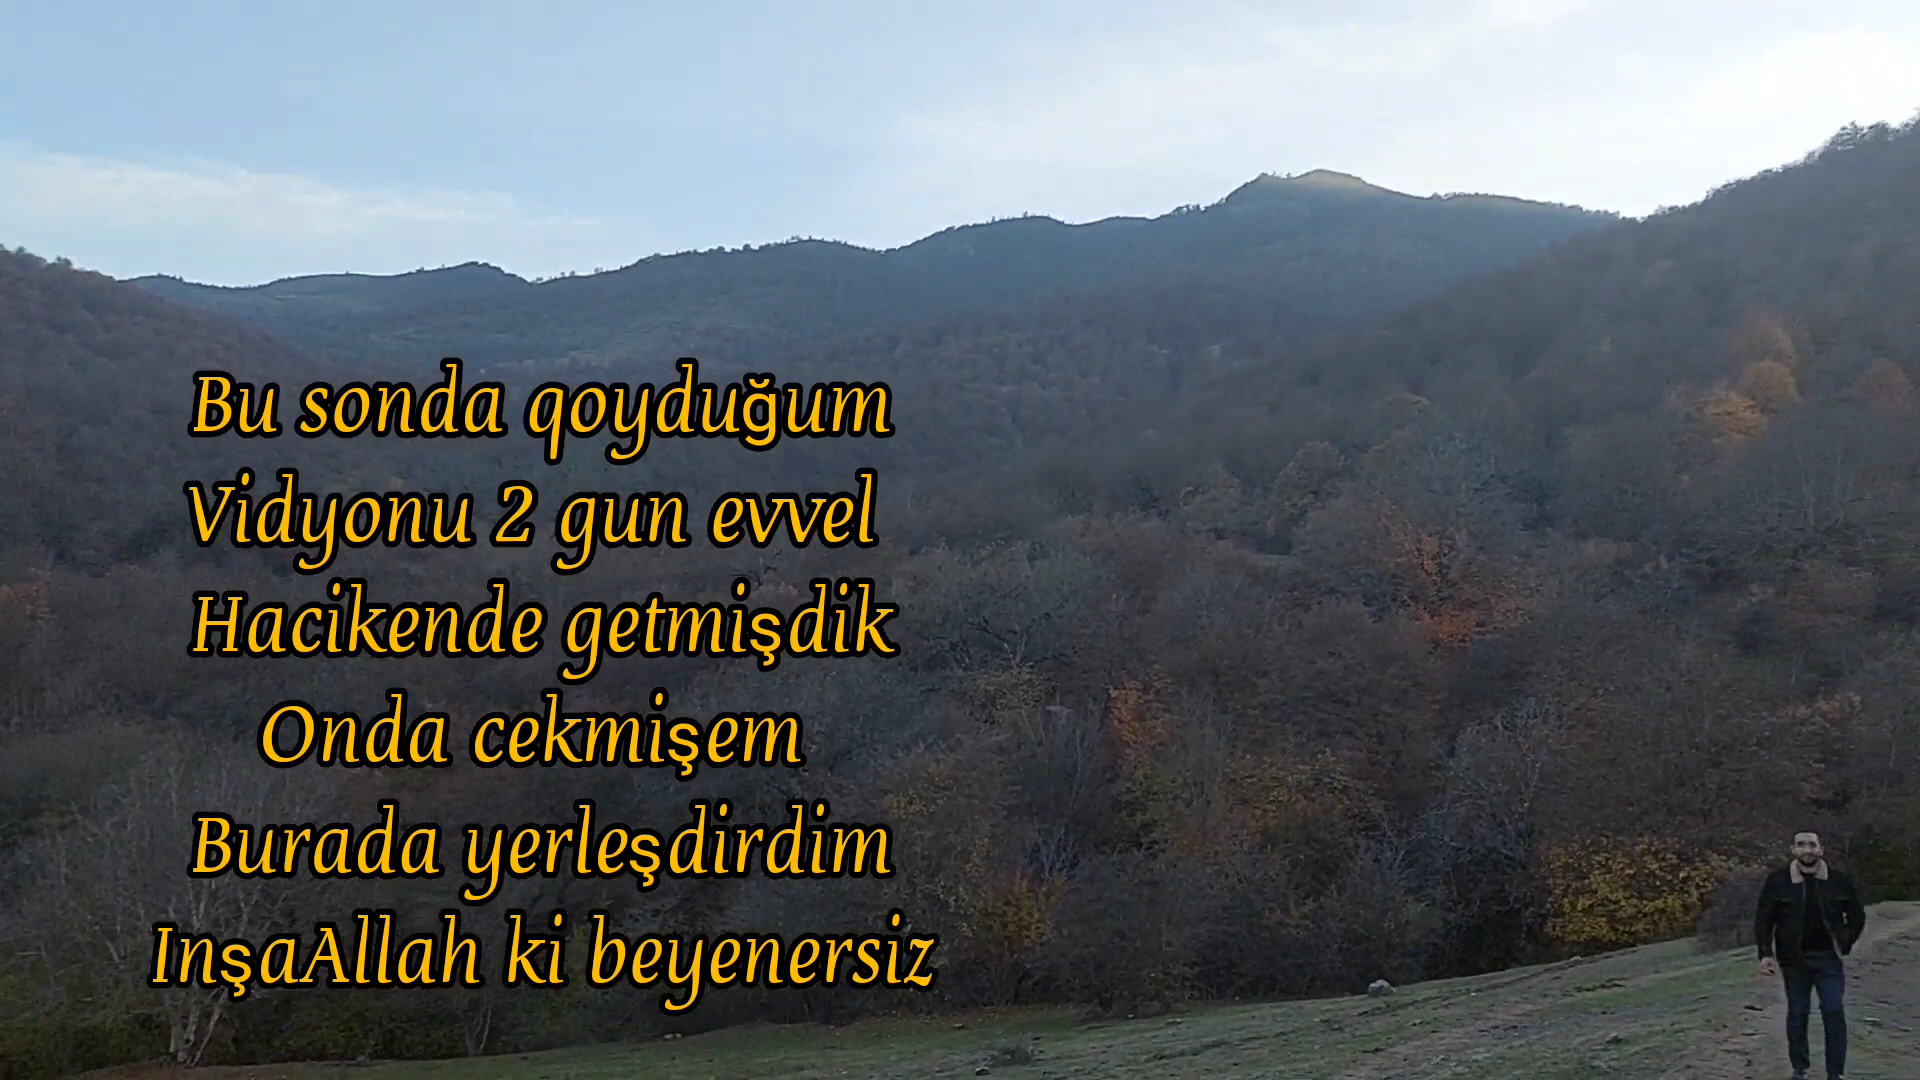 Bu sonda qoyduğum
Vidyonu 2 gun evvel
Hacikende getmişdik
Onda cekmişem
Burada yerleşdirdim
InşaAllah ki beyenersiz